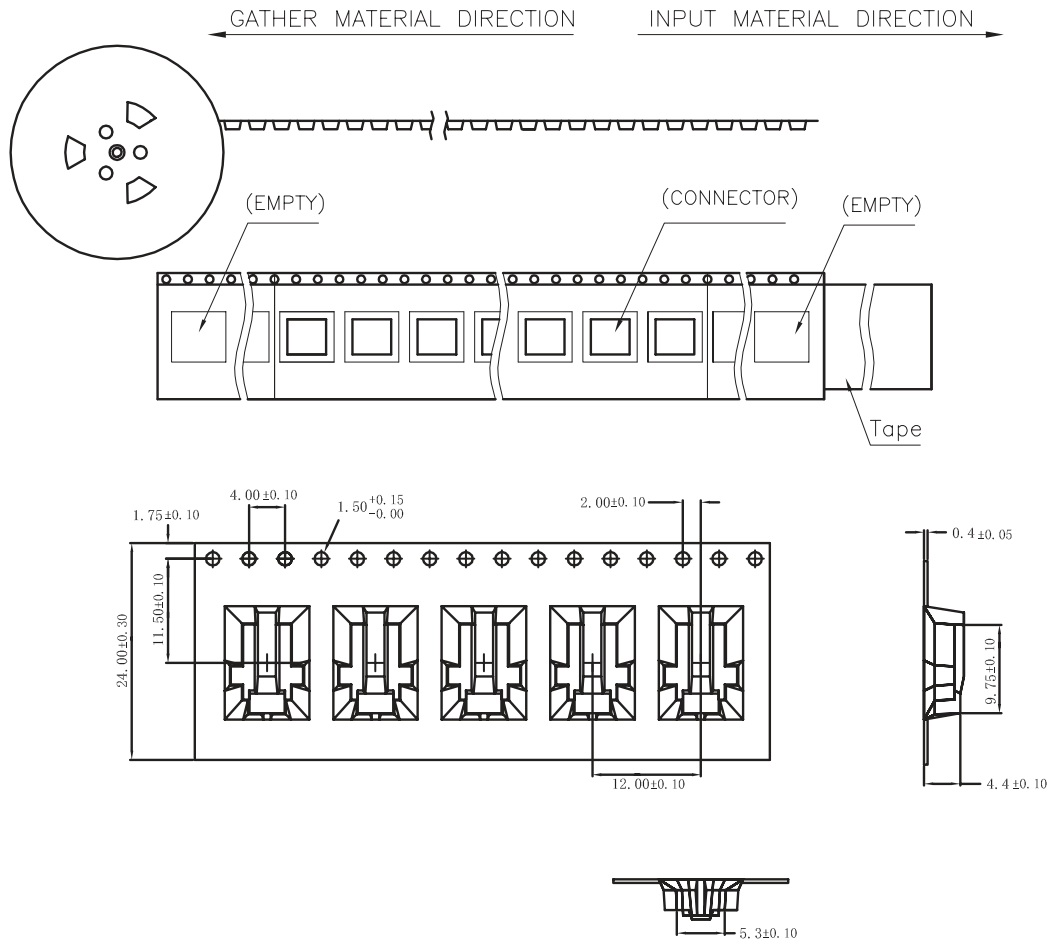 GATHER MATERIAL DIRECTION
INPUT MATERIAL DIRECTION
(EMPTY)
(CONNECTOR)
(EMPTY)
Tape
4.00±0.10
1.50+0.15
-0.00
2.00±0.10
1.75±0.10
0.4±0.05
11.50±0.10
24.00±0.30
9.75±0.10
12.00±0.10
4.4±0.10
5.3±0.10